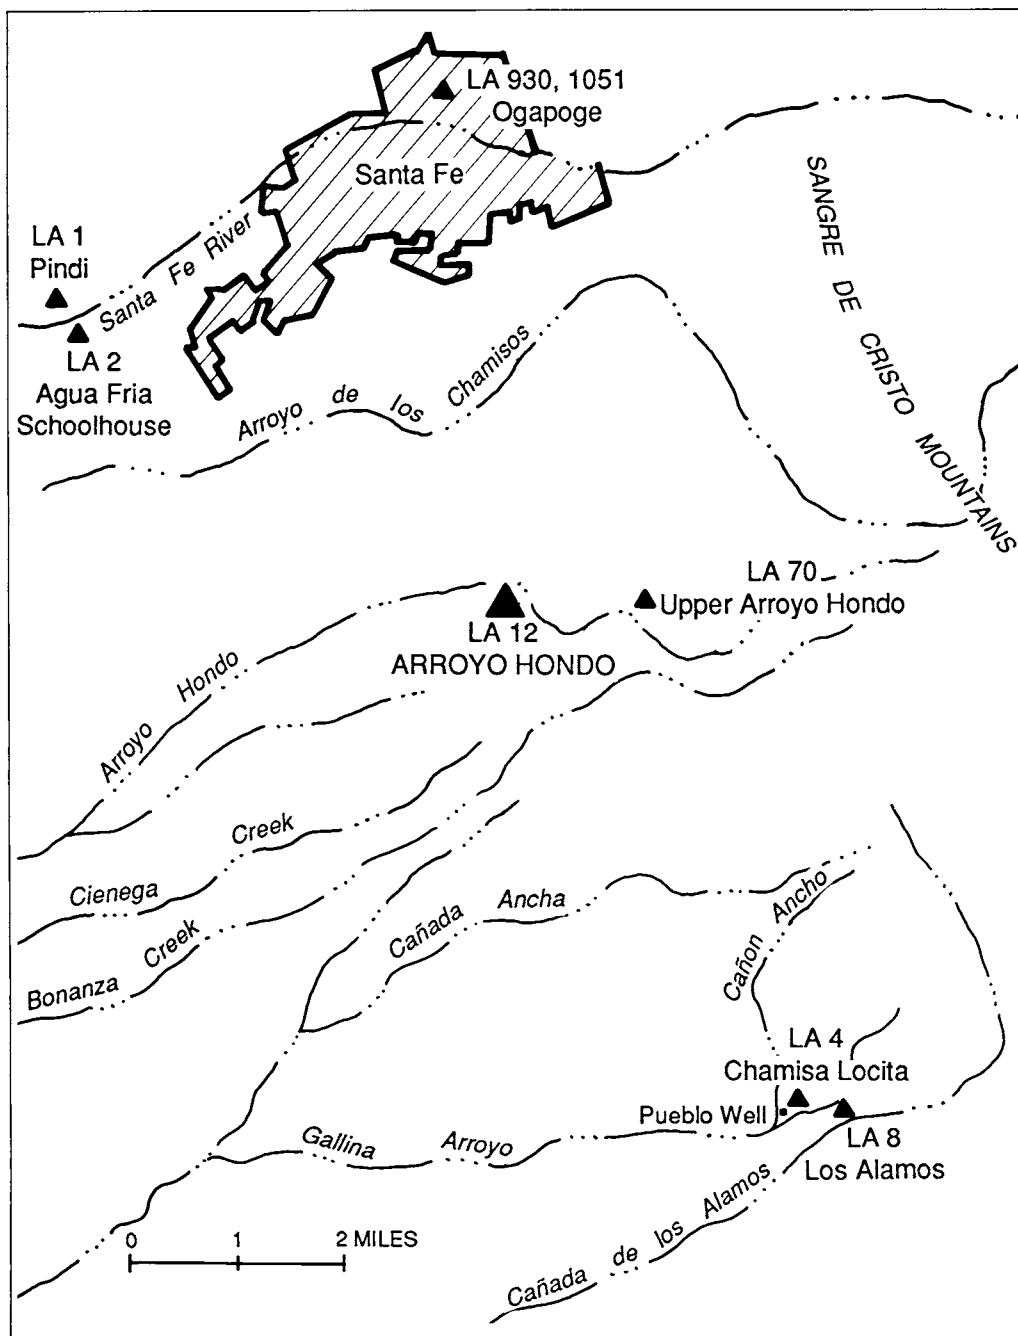 LA 930, 1051
Ogapoge
Santa Fe
SANGRE DE CRISTO MOUNTAINS
LA 1
Pindi
Santa Fe River
LA 2
Agua Fria
Schoolhouse
Arroyo de los Chamisos
LA 70
Upper Arroyo Hondo
LA 12
ARROYO HONDO
Arroyo Hondo
Cienega Creek
Bonanza Creek
Cañada Ancha
Cañon Ancho
LA 4
Chamisa Locita
Pueblo Well
LA 8
Los Alamos
Gallina Arroyo
Cañada de los Alamos
0 1 2 MILES